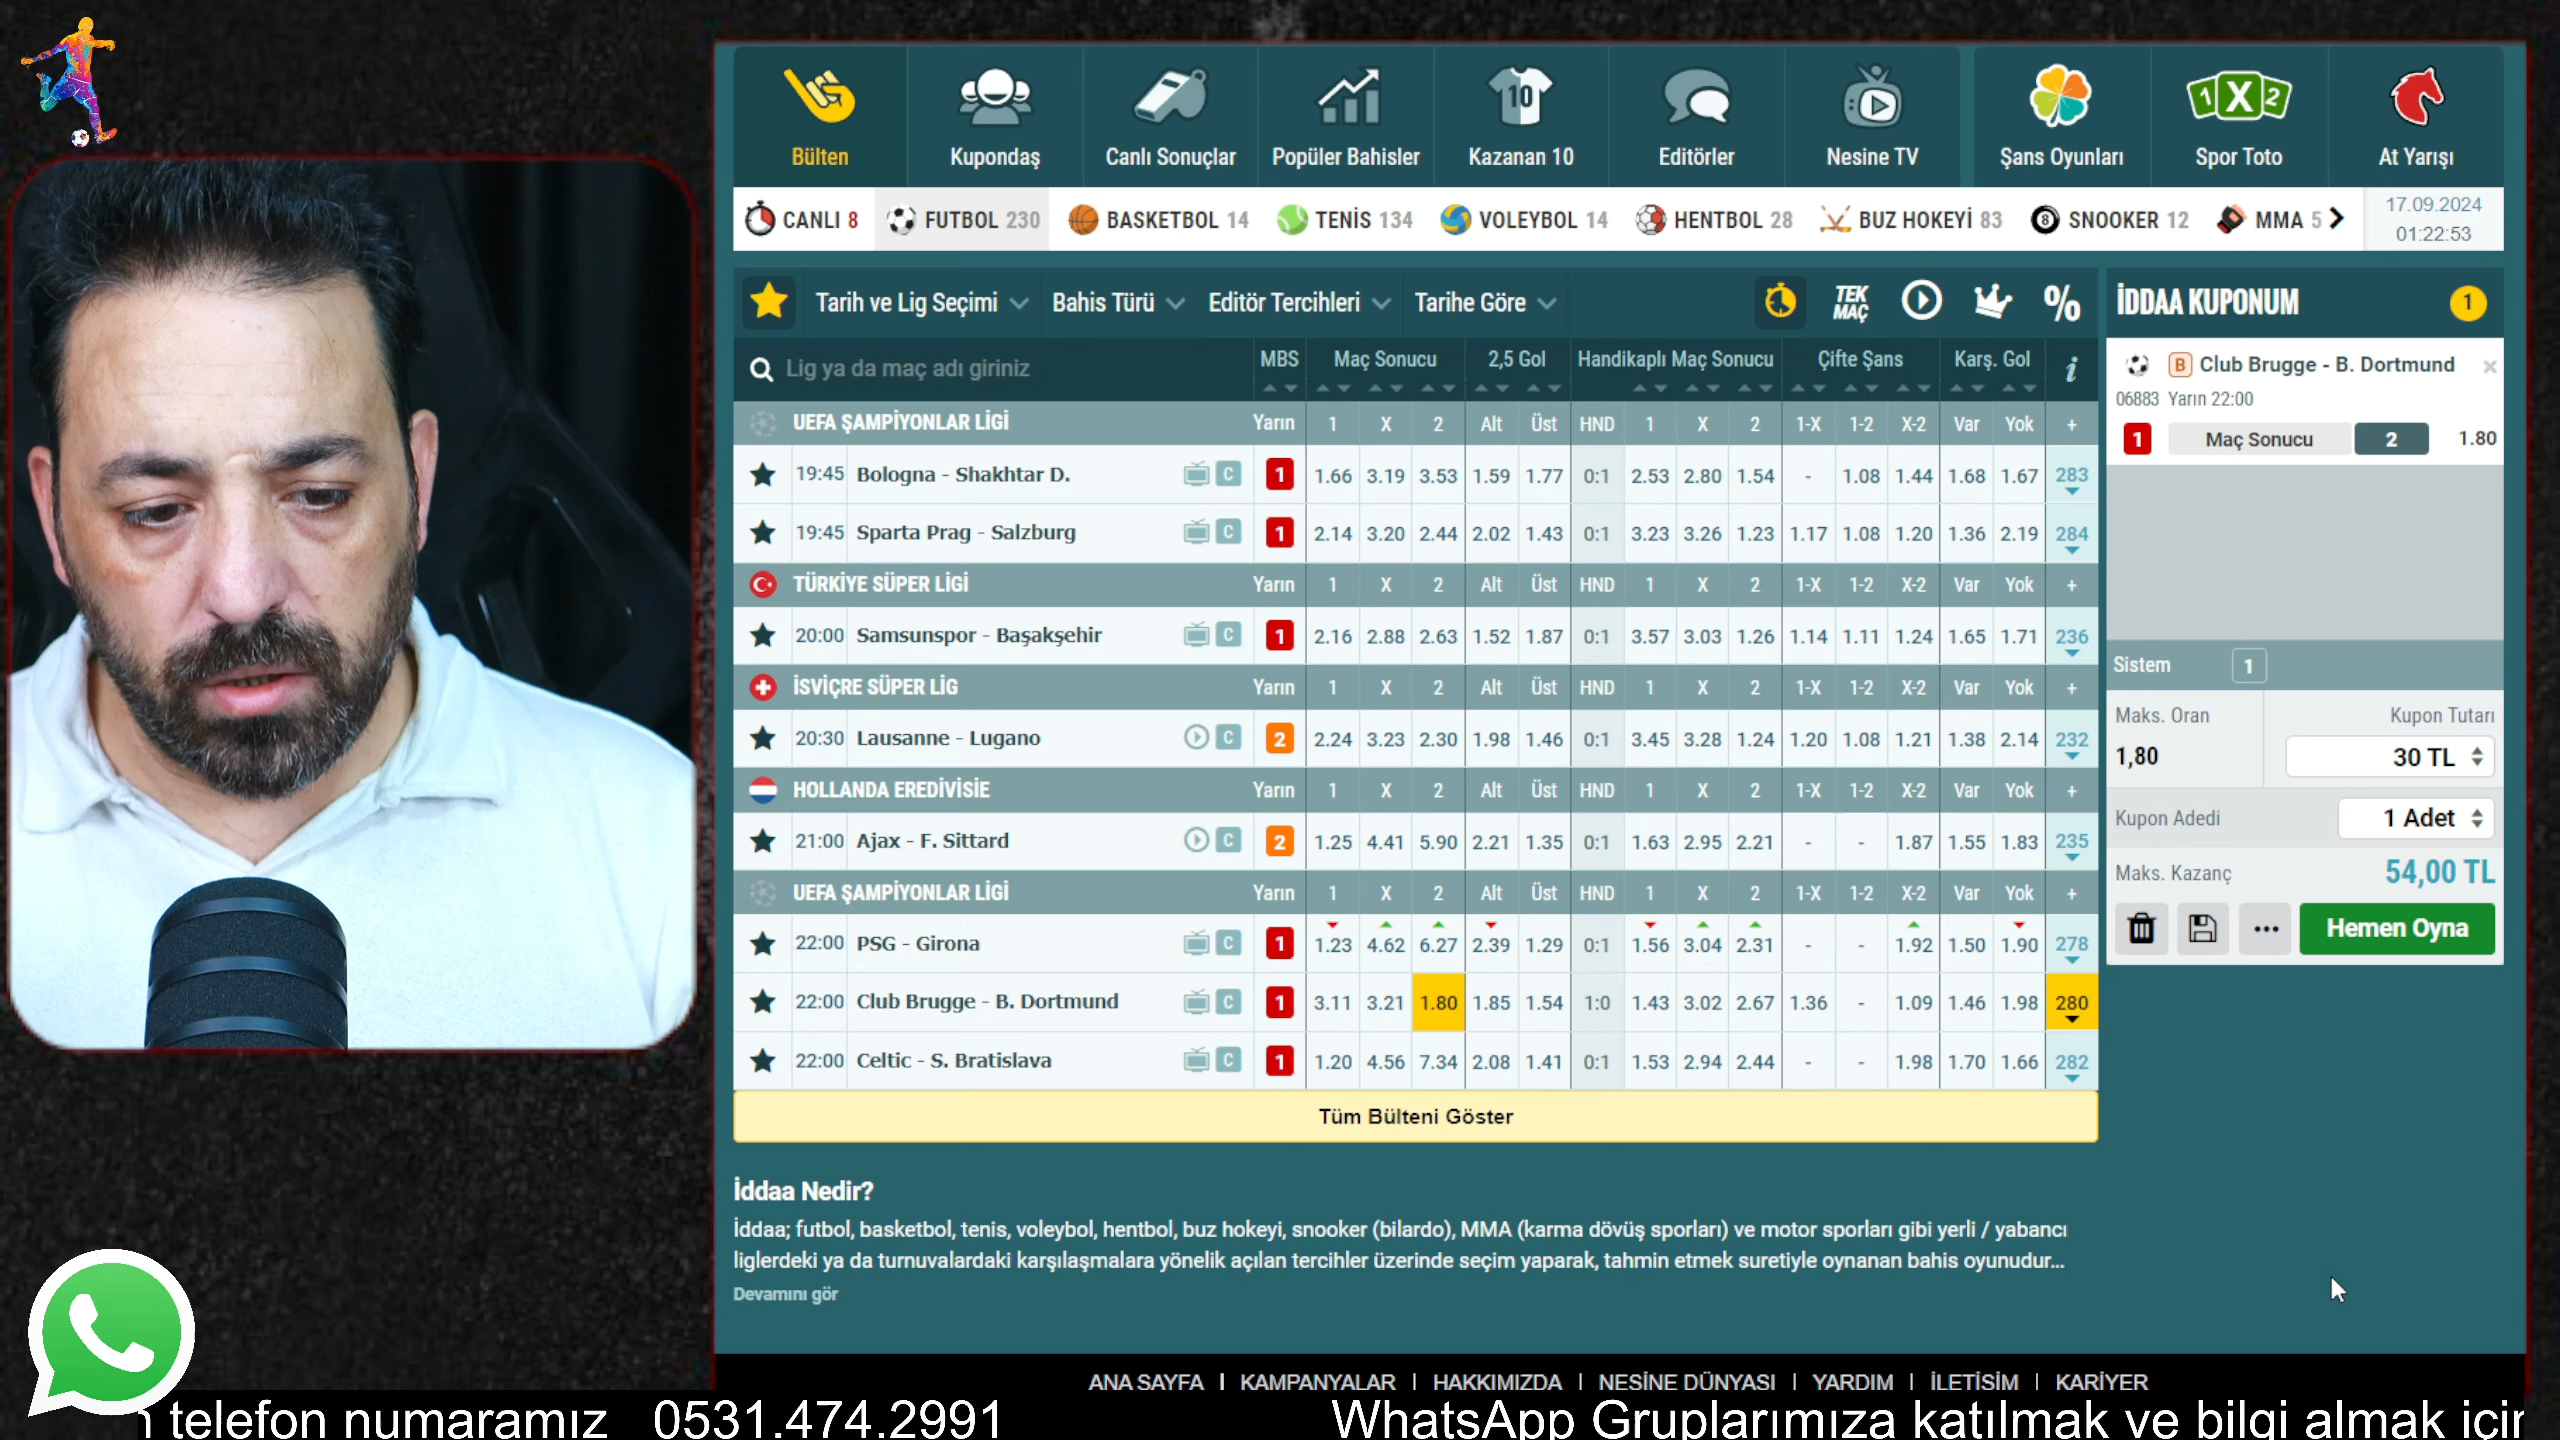 Bülten Kupondaş Canlı Sonuçlar Popüler Bahisler 10 Kazanan 10 Editörler Nesine TV Şans Oyunları 1 X 2 Spor Toto At Yarışı
CANLI 8 FUTBOL 230 BASKETBOL 14 TENİS 134 VOLEYBOL 14 HENTBOL 28 BUZ HOKEYİ 83 8 SNOOKER 12 MMA 5 17.09.2024
01:22:53
Tarih ve Lig Seçimi Bahis Türü Editör Tercihleri Tarihe Göre TEK MAÇ %
Lig ya da maç adı giriniz MBS Maç Sonucu 2,5 Gol Handikaplı Maç Sonucu Çifte Şans Karş. Gol i
UEFA ŞAMPİYONLAR LİGİ Yarın 1 X 2 Alt Üst HND 1 X 2 1-X 1-2 X-2 Var Yok +
19:45 Bologna - Shakhtar D. C 1 1.66 3.19 3.53 1.59 1.77 0:1 2.53 2.80 1.54 - 1.08 1.44 1.68 1.67 283
19:45 Sparta Prag - Salzburg C 1 2.14 3.20 2.44 2.02 1.43 0:1 3.23 3.26 1.23 1.17 1.08 1.20 1.36 2.19 284
TÜRKİYE SÜPER LİGİ Yarın 1 X 2 Alt Üst HND 1 X 2 1-X 1-2 X-2 Var Yok +
20:00 Samsunspor - Başakşehir C 1 2.16 2.88 2.63 1.52 1.87 0:1 3.57 3.03 1.26 1.14 1.11 1.24 1.65 1.71 236
İSVİÇRE SÜPER LİG Yarın 1 X 2 Alt Üst HND 1 X 2 1-X 1-2 X-2 Var Yok +
20:30 Lausanne - Lugano C 2 2.24 3.23 2.30 1.98 1.46 0:1 3.45 3.28 1.24 1.20 1.08 1.21 1.38 2.14 232
HOLLANDA EREDİVİSİE Yarın 1 X 2 Alt Üst HND 1 X 2 1-X 1-2 X-2 Var Yok +
21:00 Ajax - F. Sittard C 2 1.25 4.41 5.90 2.21 1.35 0:1 1.63 2.95 2.21 - - 1.87 1.55 1.83 235
UEFA ŞAMPİYONLAR LİGİ Yarın 1 X 2 Alt Üst HND 1 X 2 1-X 1-2 X-2 Var Yok +
22:00 PSG - Girona C 1 1.23 4.62 6.27 2.39 1.29 0:1 1.56 3.04 2.31 - - 1.92 1.50 1.90 278
22:00 Club Brugge - B. Dortmund C 1 3.11 3.21 1.80 1.85 1.54 1:0 1.43 3.02 2.67 1.36 - 1.09 1.46 1.98 280
22:00 Celtic - S. Bratislava C 1 1.20 4.56 7.34 2.08 1.41 0:1 1.53 2.94 2.44 - - 1.98 1.70 1.66 282
Tüm Bülteni Göster
İDDAA KUPONUM 1
B Club Brugge - B. Dortmund
06883 Yarın 22:00
1 Maç Sonucu 2 1.80
Sistem 1
Maks. Oran Kupon Tutarı
1,80 30 TL
Kupon Adedi 1 Adet
Maks. Kazanç 54,00 TL
Hemen Oyna
İddaa Nedir?
İddaa; futbol, basketbol, tenis, voleybol, hentbol, buz hokeyi, snooker (bilardo), MMA (karma dövüş sporları) ve motor sporları gibi yerli / yabancı
liglerdeki ya da turnuvalardaki karşılaşmalara yönelik açılan tercihler üzerinde seçim yaparak, tahmin etmek suretiyle oynanan bahis oyunudur...
Devamını gör
ANA SAYFA | KAMPANYALAR | HAKKIMIZDA | NESİNE DÜNYASI | YARDIM | İLETİSİM | KARİYER
telefon numaramız 0531.474.2991 WhatsApp Gruplarımıza katılmak ve bilgi almak için